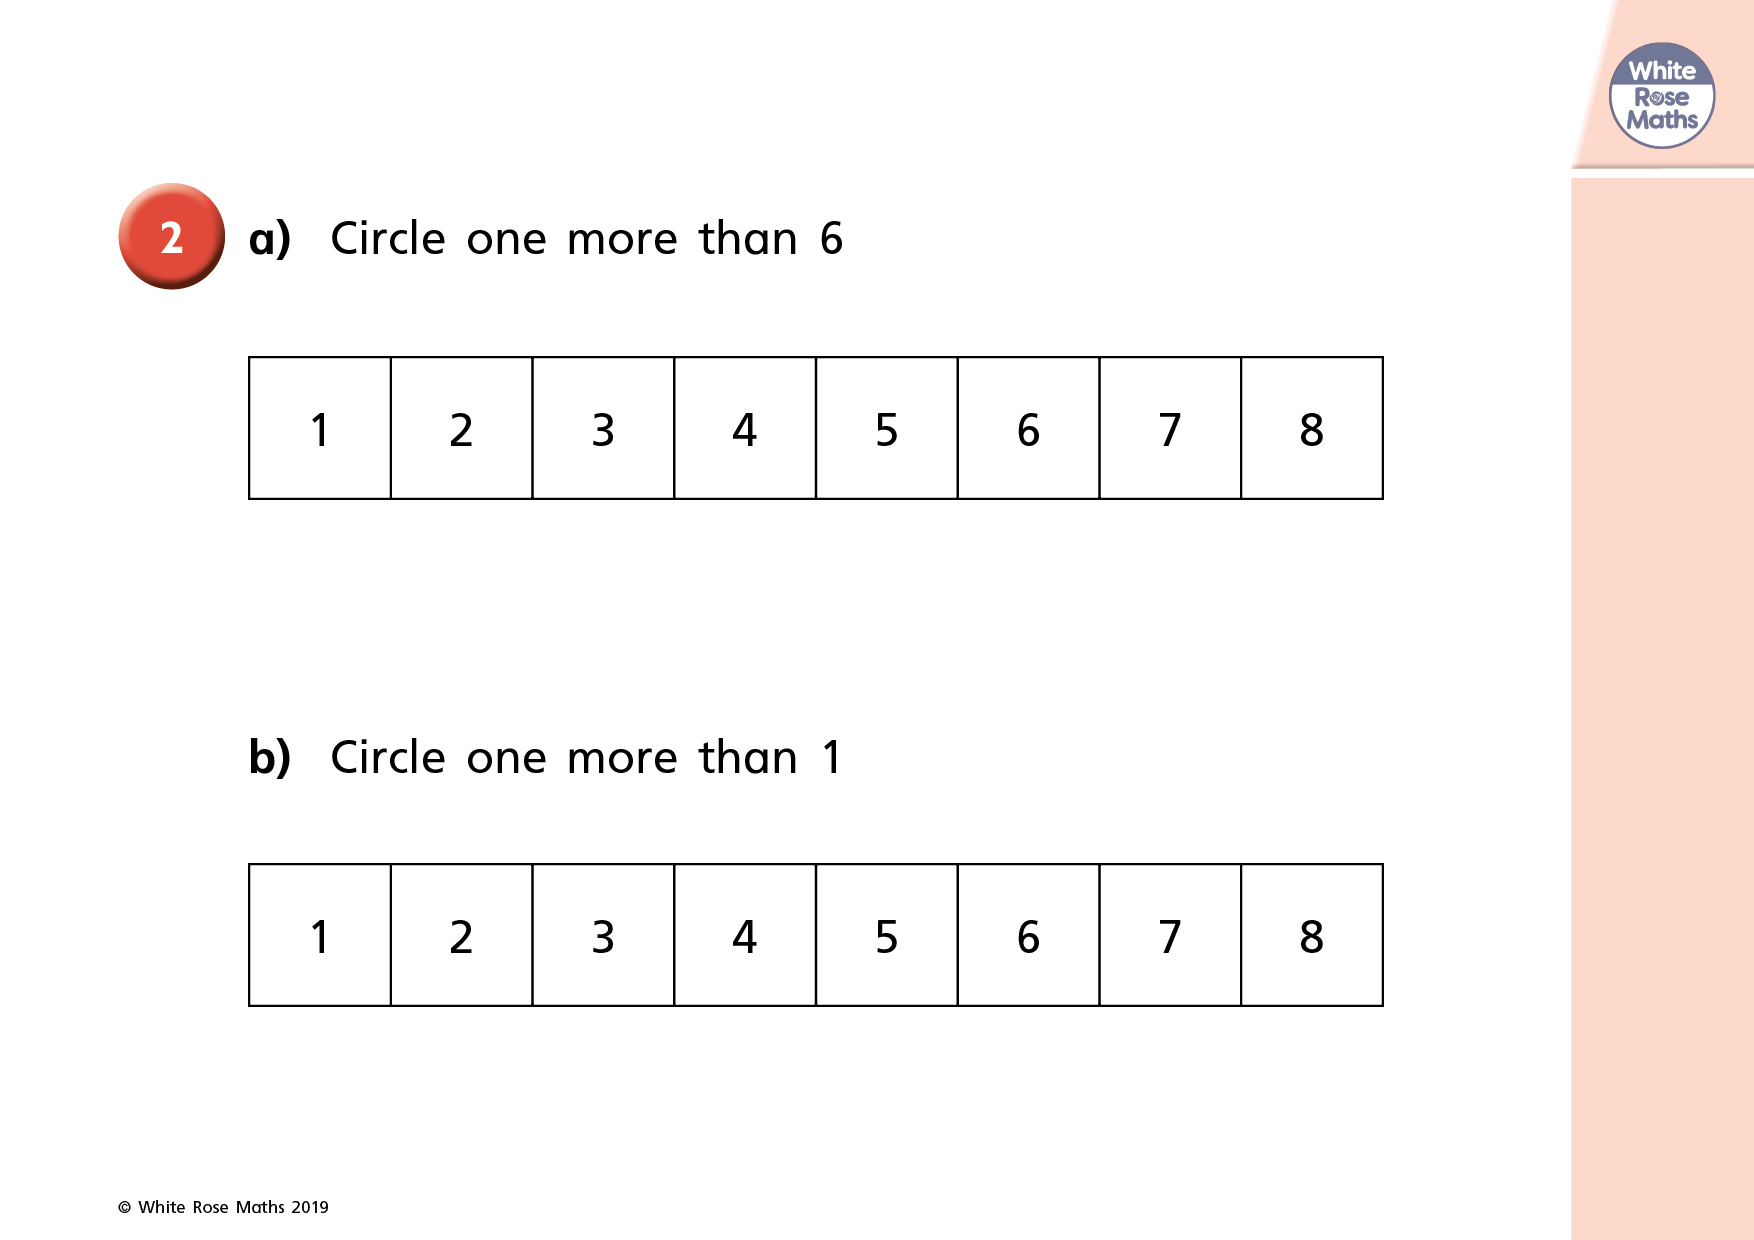 White
Rose
Maths
2 a) Circle one more than 6
1 2 3 4 5 6 7 8
b) Circle one more than 1
1 2 3 4 5 6 7 8
© White Rose Maths 2019